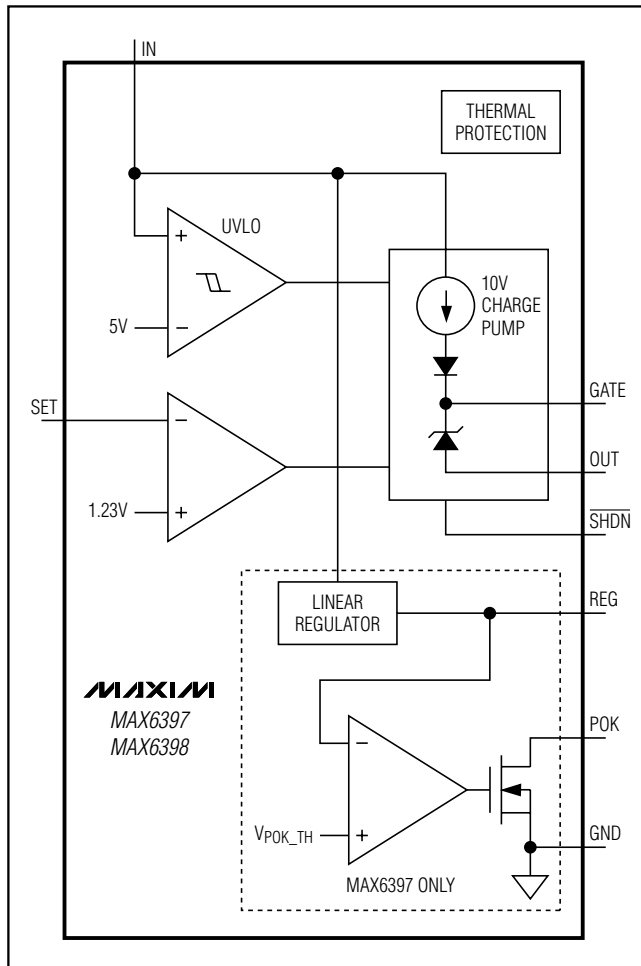 IN
THERMAL
PROTECTION
UVLO
+
5V
−
10V
CHARGE
PUMP
SET
−
1.23V
+
GATE
OUT
SHDN
LINEAR
REGULATOR
REG
MAXIM
MAX6397
MAX6398
−
VPOK_TH
+
POK
GND
MAX6397 ONLY